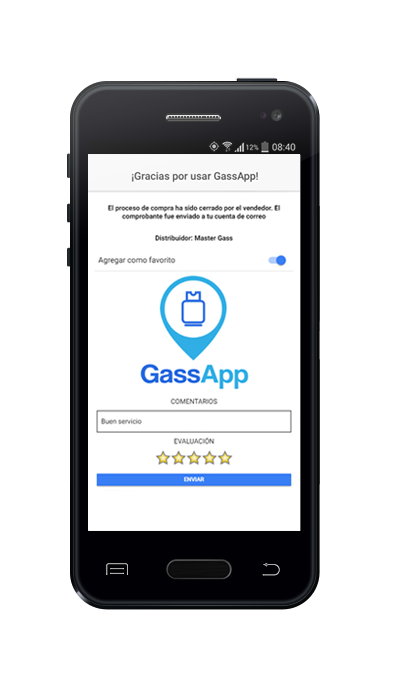 12% 08:40
¡Gracias por usar GassApp!
El proceso de compra ha sido cerrado por el vendedor. El
comprobante fue enviado a tu cuenta de correo
Distribuidor: Master Gass
Agregar como favorito
GassApp
COMENTARIOS
Buen servicio
EVALUACIÓN
ENVIAR